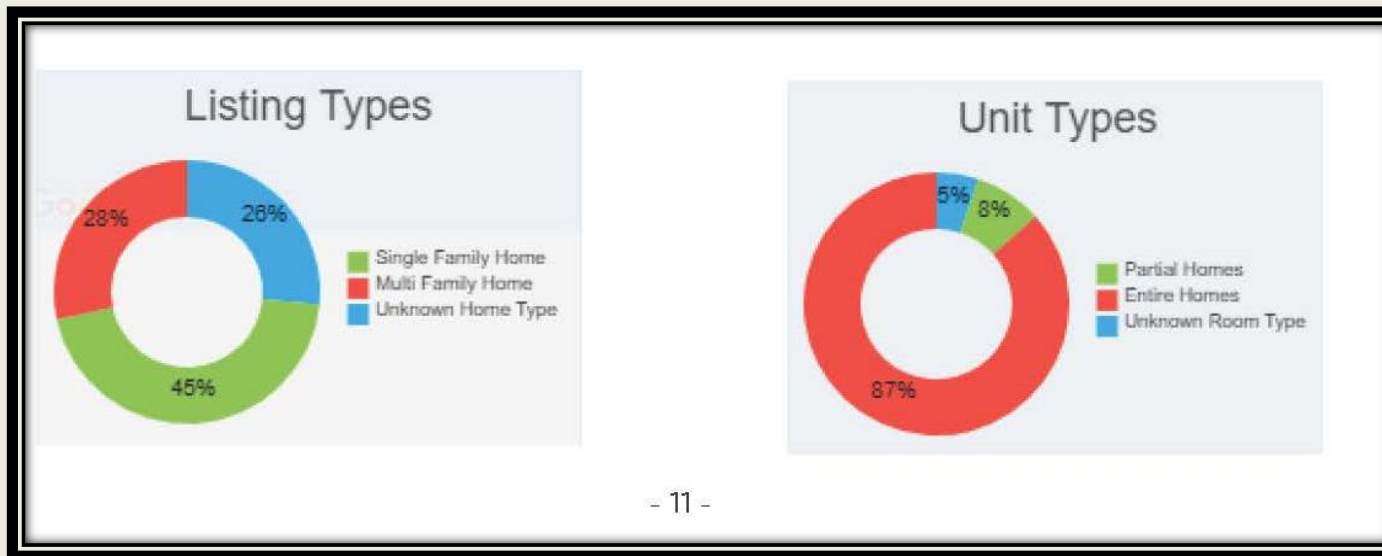 Listing Types
28%
26%
45%
Single Family Home
Multi Family Home
Unknown Home Type
Unit Types
5%
8%
87%
Partial Homes
Entire Homes
Unknown Room Type
- 11 -